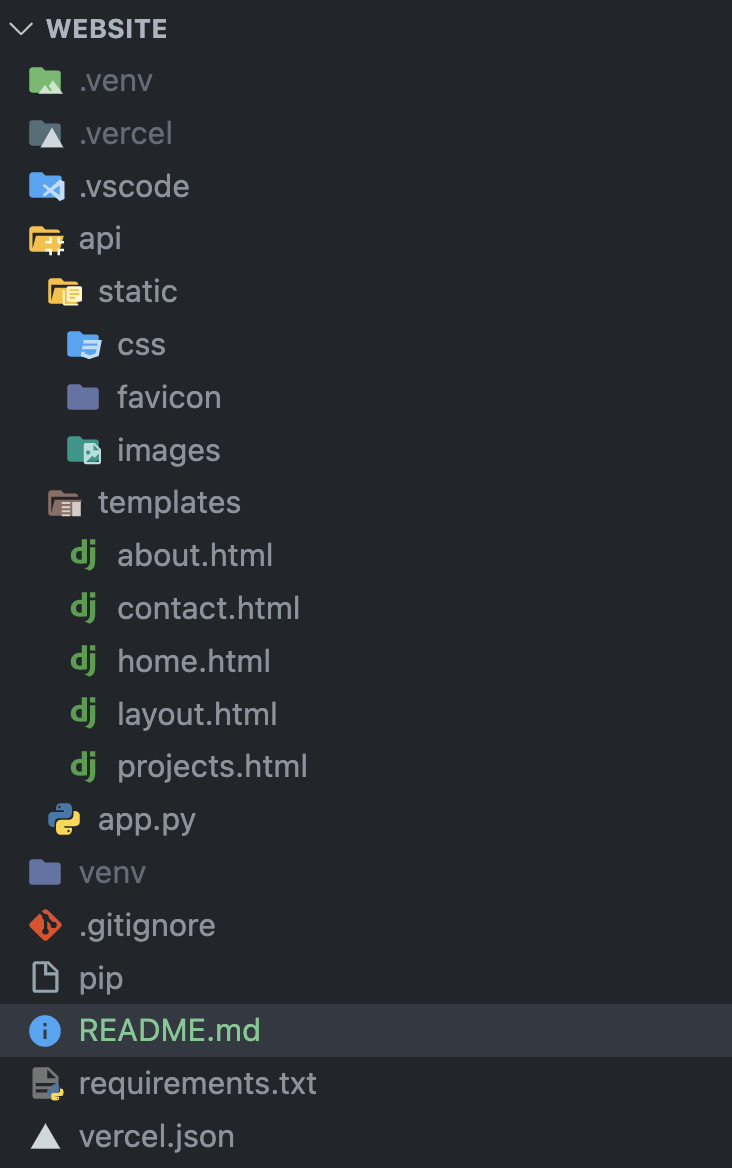 WEBSITE
.venv
.vercel
.vscode
api
static
css
favicon
images
templates
dj about.html
dj contact.html
dj home.html
dj layout.html
dj projects.html
app.py
venv
.gitignore
pip
README.md
requirements.txt
vercel.json